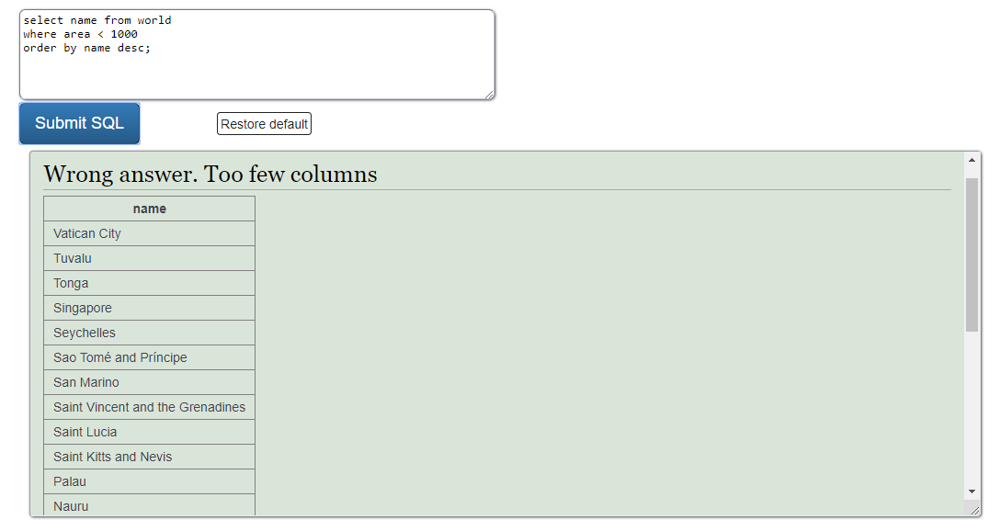 select name from world
where area < 1000
order by name desc;
Submit SQL
Restore default
Wrong answer. Too few columns
name
Vatican City
Tuvalu
Tonga
Singapore
Seychelles
Sao Tomé and Príncipe
San Marino
Saint Vincent and the Grenadines
Saint Lucia
Saint Kitts and Nevis
Palau
Nauru